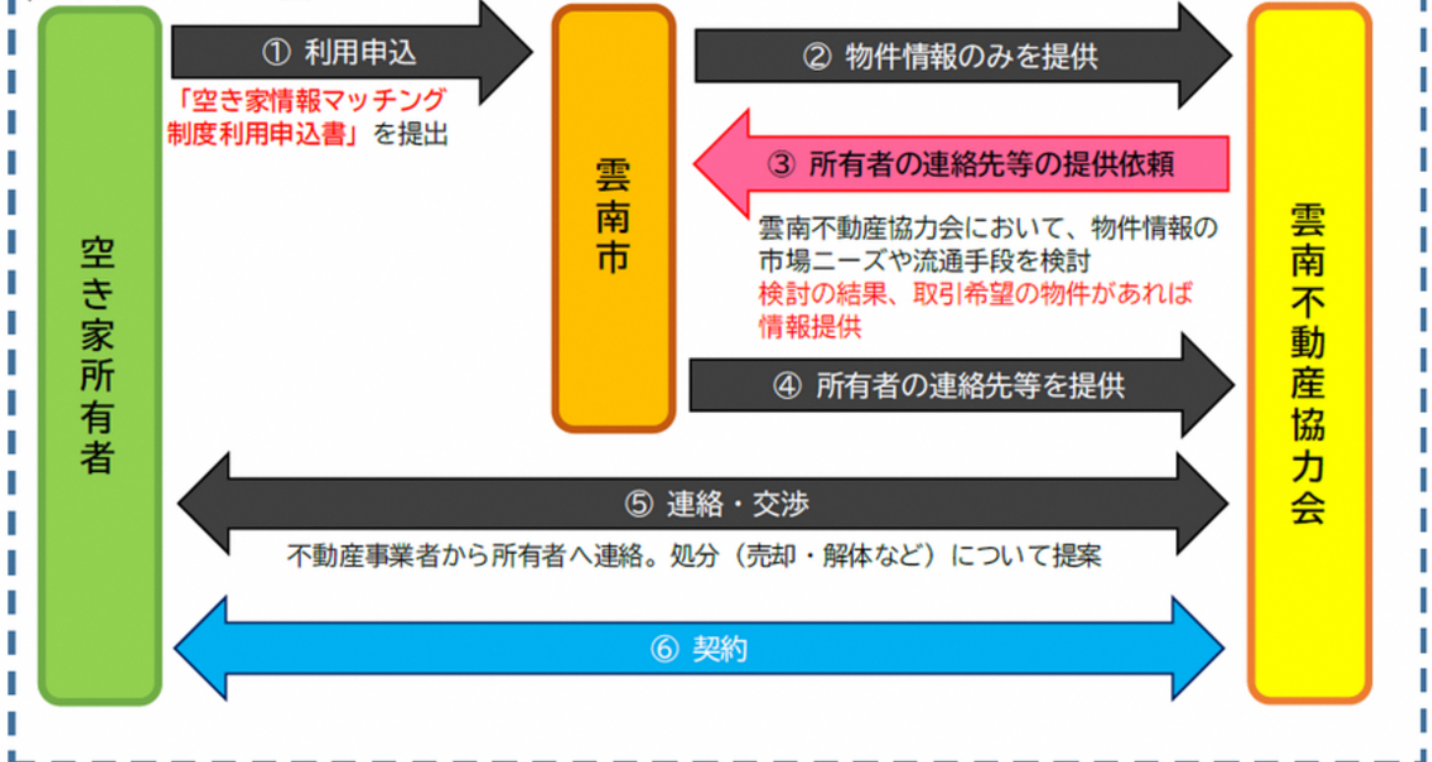 ① 利用申込
「空き家情報マッチング
制度利用申込書」を提出
② 物件情報のみを提供
③ 所有者の連絡先等の提供依頼
雲南不動産協力会において、物件情報の
市場ニーズや流通手段を検討
検討の結果、取引希望の物件があれば
情報提供
④ 所有者の連絡先等を提供
⑤ 連絡・交渉
不動産事業者から所有者へ連絡。処分（売却・解体など）について提案
⑥ 契約
空き家所有者
雲南市
雲南不動産協力会